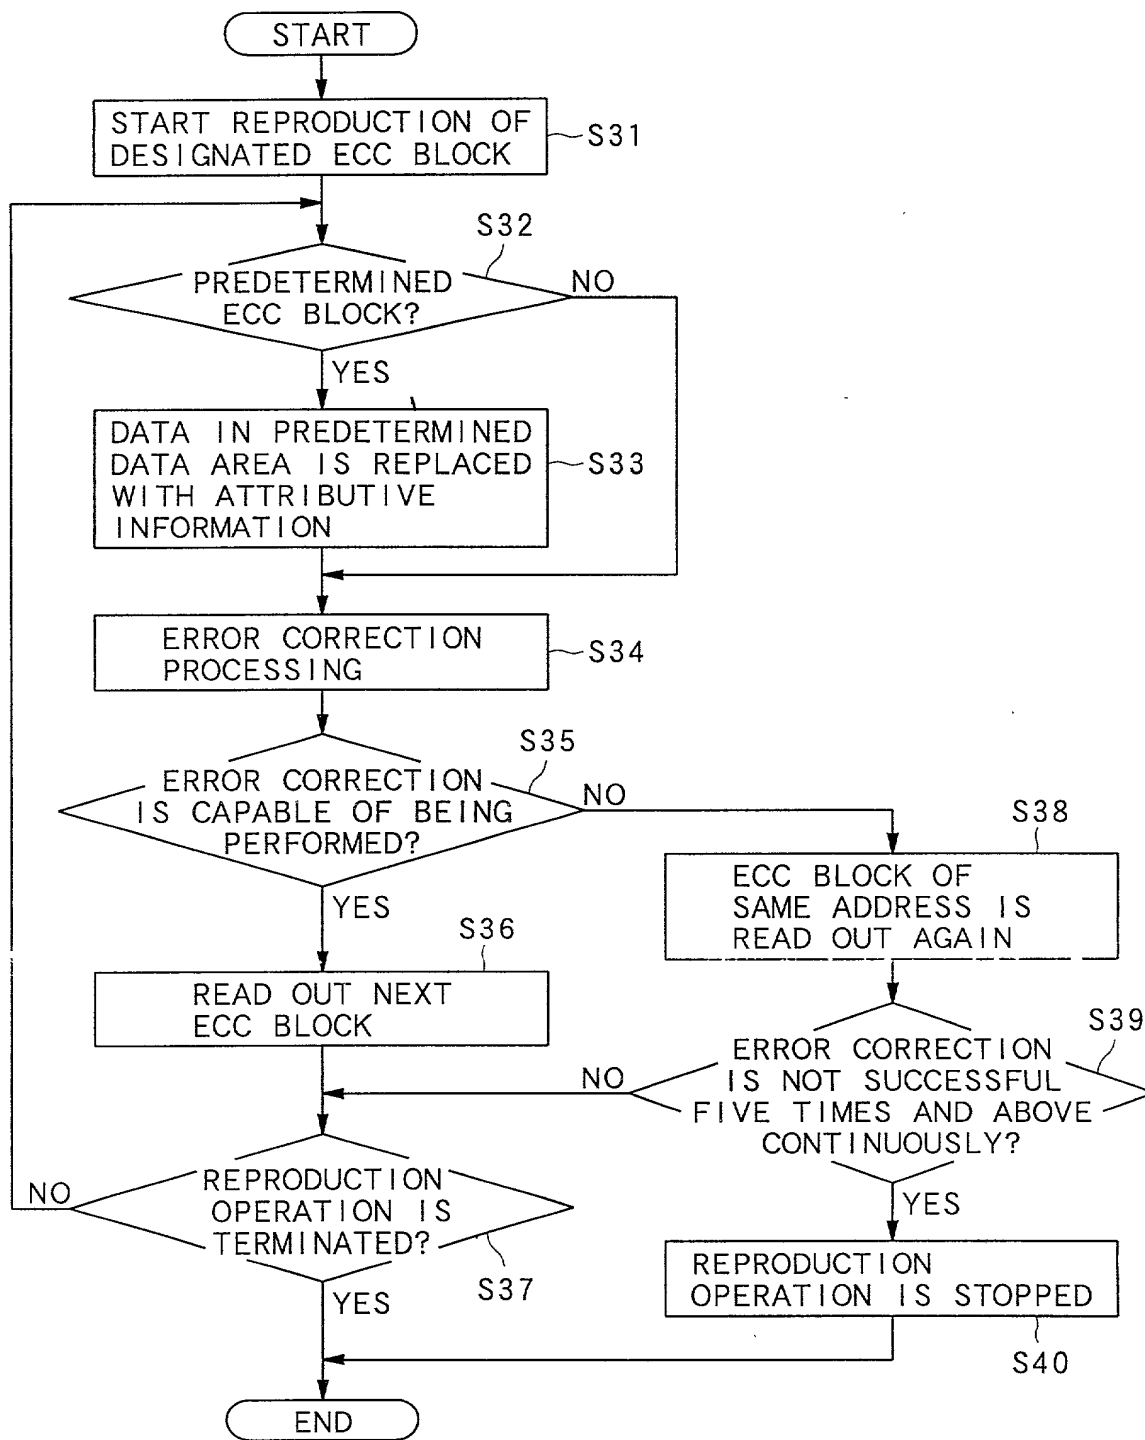 START
START REPRODUCTION OF
DESIGNATED ECC BLOCK
S31
S32
PREDETERMINED
ECC BLOCK?
NO
YES
DATA IN PREDETERMINED
DATA AREA IS REPLACED
WITH ATTRIBUTIVE
INFORMATION
S33
ERROR CORRECTION
PROCESSING
S34
S35
ERROR CORRECTION
IS CAPABLE OF BEING
PERFORMED?
NO
YES
S38
ECC BLOCK OF
SAME ADDRESS IS
READ OUT AGAIN
S36
READ OUT NEXT
ECC BLOCK
S39
ERROR CORRECTION
IS NOT SUCCESSFUL
FIVE TIMES AND ABOVE
CONTINUOUSLY?
NO
YES
REPRODUCTION
OPERATION IS
TERMINATED?
NO
S37
YES
REPRODUCTION
OPERATION IS STOPPED
S40
END